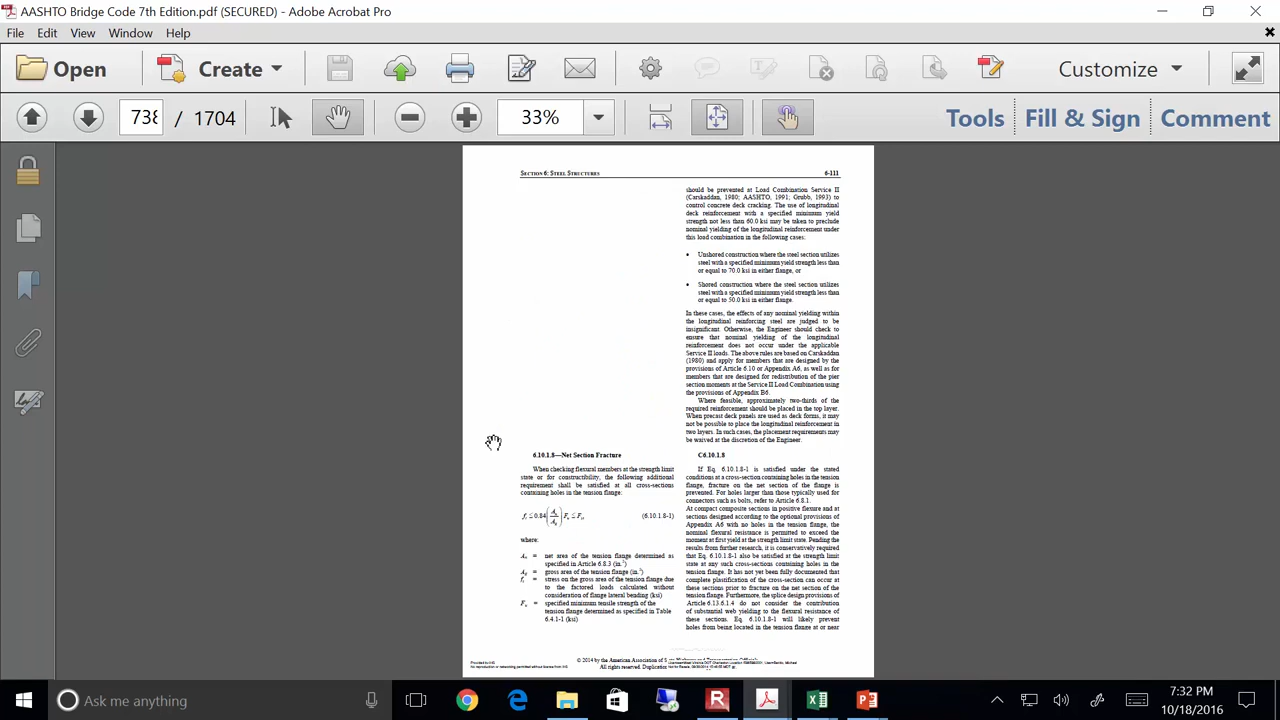 AASHTO Bridge Code 7th Edition.pdf (SECURED) - Adobe Acrobat Pro
File Edit View Window Help
Open Create Customize
738 / 1704 33% Tools Fill & Sign Comment
SECTION 6: STEEL STRUCTURES 6-111
should be prevented at Load Combination Service II
(Carskaddan, 1980; AASHTO, 1991; Grubb, 1993) to
control concrete deck cracking. The use of longitudinal
deck reinforcement with a specified minimum yield
strength not less than 60.0 ksi may be taken to preclude
nominal yielding of the longitudinal reinforcement under
this load combination in the following cases:
• Unshored construction where the steel section utilizes
steel with a specified minimum yield strength less than
or equal to 70.0 ksi in either flange, or
• Shored construction where the steel section utilizes
steel with a specified minimum yield strength less than
or equal to 50.0 ksi in either flange.
In these cases, the effects of any nominal yielding within
the longitudinal reinforcing steel are judged to be
insignificant. Otherwise, the Engineer should check to
ensure that nominal yielding of the longitudinal
reinforcement does not occur under the applicable
Service II loads. The above rules are based on Carskaddan
(1980) and apply for members that are designed by the
provisions of Article 6.10 or Appendix A6, as well as for
members that are designed for redistribution of the pier
section moments at the Service II Load Combination using
the provisions of Appendix B6.
Where feasible, approximately two-thirds of the
required reinforcement should be placed in the top layer.
When precast deck panels are used as deck forms, it may
not be possible to place the longitudinal reinforcement in
two layers. In such cases, the placement requirements may
be waived at the discretion of the Engineer.
6.10.1.8—Net Section Fracture
When checking flexural members at the strength limit
state or for constructibility, the following additional
requirement shall be satisfied at all cross-sections
containing holes in the tension flange:
f_t ≤ 0.84 (A_n / A_g) F_u ≤ F_yt (6.10.1.8-1)
where:
A_n = net area of the tension flange determined as
specified in Article 6.8.3 (in.²)
A_g = gross area of the tension flange (in.²)
f_t = stress on the gross area of the tension flange due
to the factored loads calculated without
consideration of flange lateral bending (ksi)
F_u = specified minimum tensile strength of the
tension flange determined as specified in Table
6.4.1-1 (ksi)
C6.10.1.8
If Eq. 6.10.1.8-1 is satisfied under the stated
conditions at a cross-section containing holes in the tension
flange, fracture on the net section of the flange is
prevented. For holes larger than those typically used for
connectors such as bolts, refer to Article 6.8.1.
At compact composite sections in positive flexure and at
sections designed according to the optional provisions of
Appendix A6 with no holes in the tension flange, the
nominal flexural resistance is permitted to exceed the
moment at first yield at the strength limit state. Pending the
results from further research, it is conservatively required
that Eq. 6.10.1.8-1 also be satisfied at the strength limit
state at any such cross-sections containing holes in the
tension flange. It has not yet been fully documented that
complete plastification of the cross-section can occur at
these sections prior to fracture on the net section of the
tension flange. Furthermore, the splice design provisions of
Article 6.13.6.1.4 do not consider the contribution
of substantial web yielding to the flexural resistance of
these sections. Eq. 6.10.1.8-1 will likely prevent
holes from being located in the tension flange at or near
© 2014 by the American Association of
All rights reserved.
Provided by IHS
No reproduction or networking permitted without license from IHS
Ask me anything
7:32 PM
10/18/2016